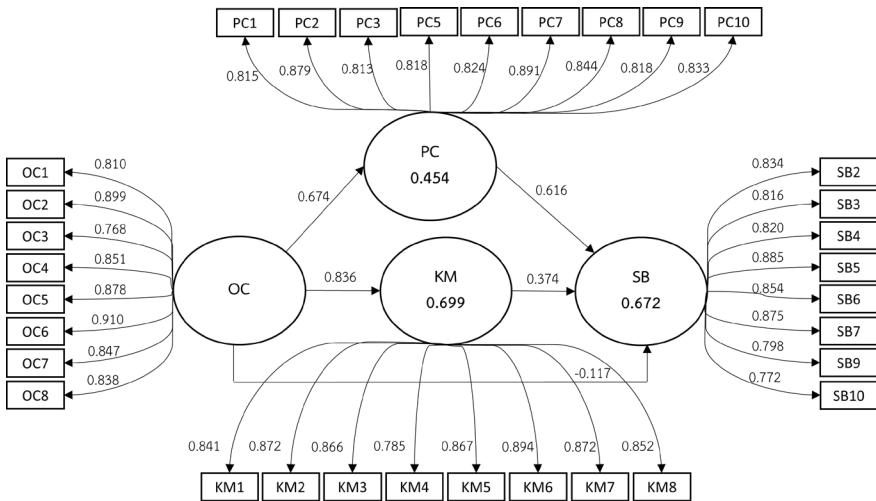 PC1 PC2 PC3 PC5 PC6 PC7 PC8 PC9 PC10
0.815 0.879 0.813 0.818 0.824 0.891 0.844 0.818 0.833
PC
0.454
OC1 0.810
OC2 0.899
OC3 0.768
OC4 0.851
OC5 0.878
OC6 0.910
OC7 0.847
OC8 0.838
OC
0.674
0.836
KM
0.699
0.616
0.374
SB
0.672
-0.117
0.834 SB2
0.816 SB3
0.820 SB4
0.885 SB5
0.854 SB6
0.875 SB7
0.798 SB9
0.772 SB10
0.841 0.872 0.866 0.785 0.867 0.894 0.872 0.852
KM1 KM2 KM3 KM4 KM5 KM6 KM7 KM8